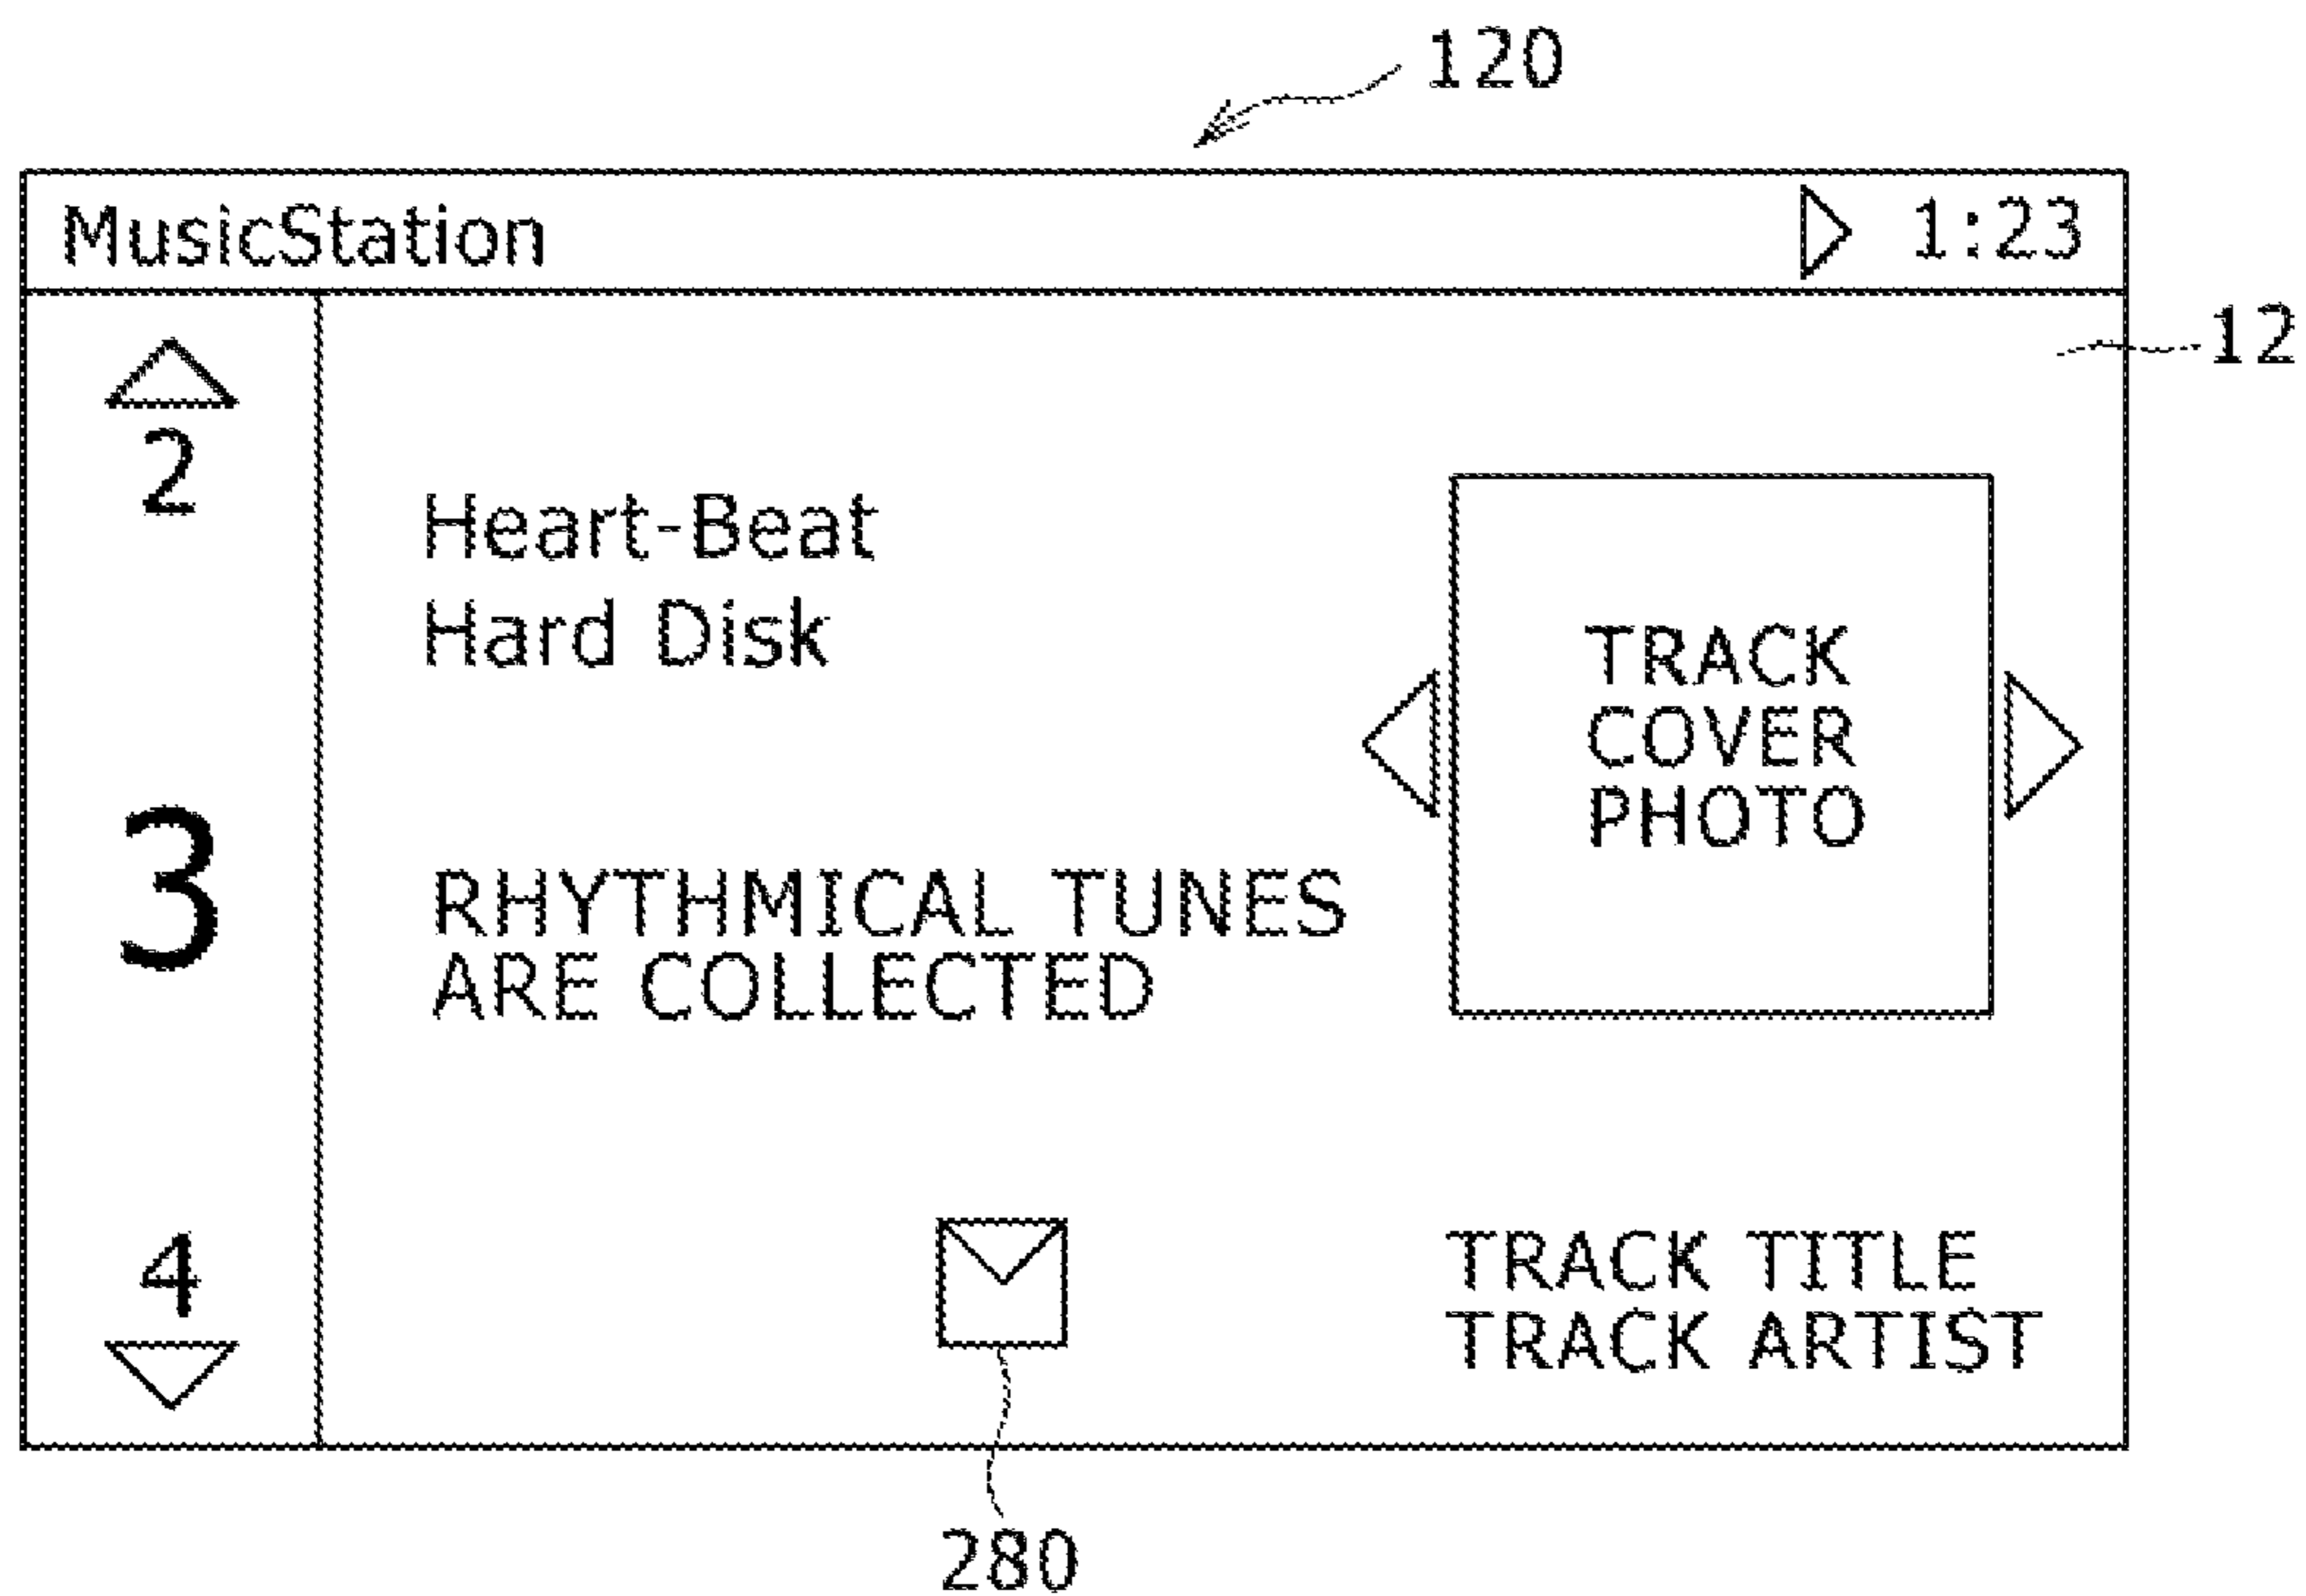 120
MusicStation 1:23
12
2
Heart-Beat
Hard Disk
TRACK
COVER
PHOTO
3
RHYTHMICAL TUNES
ARE COLLECTED
4
TRACK TITLE
TRACK ARTIST
280